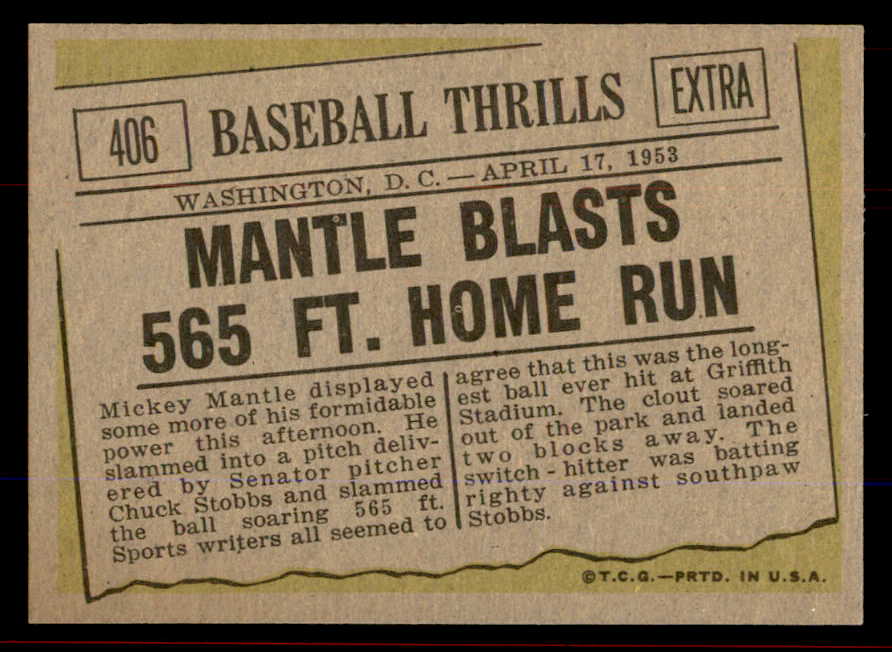 406
BASEBALL THRILLS
EXTRA
WASHINGTON, D. C. — APRIL 17, 1953
MANTLE BLASTS
565 FT. HOME RUN
Mickey Mantle displayed
some more of his formidable
power this afternoon. He
slammed into a pitch deliv-
ered by Senator pitcher
Chuck Stobbs and slammed
the ball soaring 565 ft.
Sports writers all seemed to
agree that this was the long-
est ball ever hit at Griffith
Stadium. The clout soared
out of the park and landed
two blocks away. The
switch - hitter was batting
righty against southpaw
Stobbs.
©T.C.G.—PRTD. IN U.S.A.